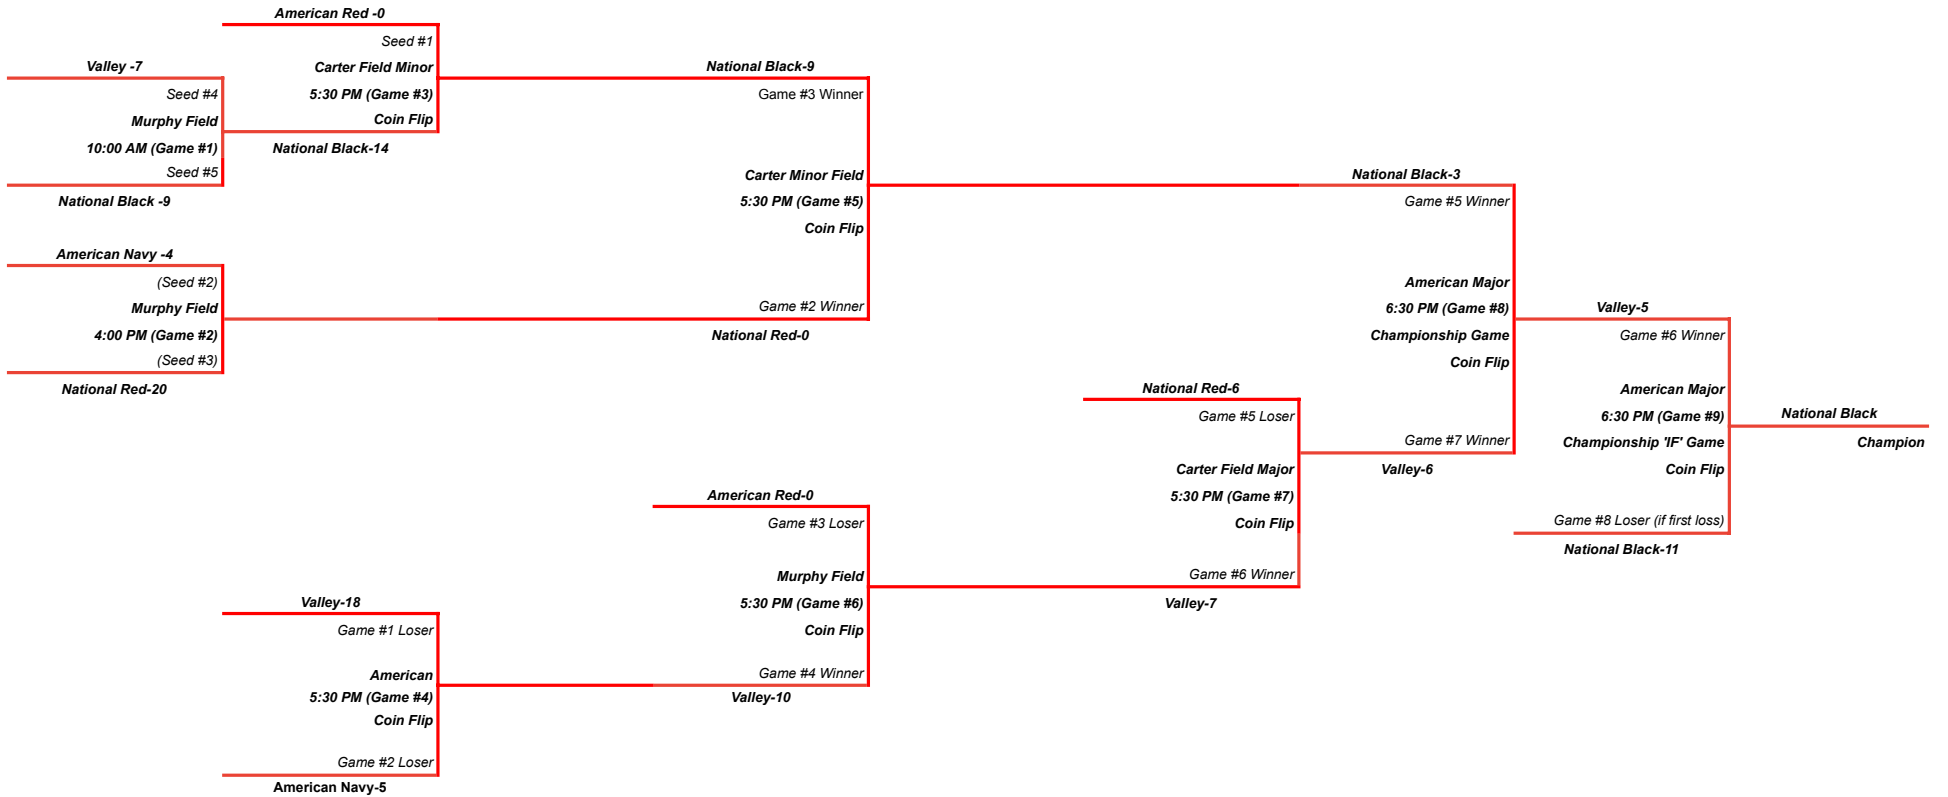 American Red -0
Seed #1
Carter Field Minor
5:30 PM (Game #3)
Coin Flip
National Black-14
Valley -7
Seed #4
Murphy Field
10:00 AM (Game #1)
Seed #5
National Black -9
American Navy -4
(Seed #2)
Murphy Field
4:00 PM (Game #2)
(Seed #3)
National Red-20
National Black-9
Game #3 Winner
Carter Minor Field
5:30 PM (Game #5)
Coin Flip
Game #2 Winner
National Red-0
National Black-3
Game #5 Winner
American Major
6:30 PM (Game #8)
Championship Game
Coin Flip
Game #7 Winner
Valley-6
Valley-5
Game #6 Winner
American Major
6:30 PM (Game #9)
Championship 'IF' Game
Coin Flip
Game #8 Loser (if first loss)
National Black-11
National Black
Champion
National Red-6
Game #5 Loser
Carter Field Major
5:30 PM (Game #7)
Coin Flip
Game #6 Winner
Valley-7
American Red-0
Game #3 Loser
Murphy Field
5:30 PM (Game #6)
Coin Flip
Game #4 Winner
Valley-10
Valley-18
Game #1 Loser
American
5:30 PM (Game #4)
Coin Flip
Game #2 Loser
American Navy-5